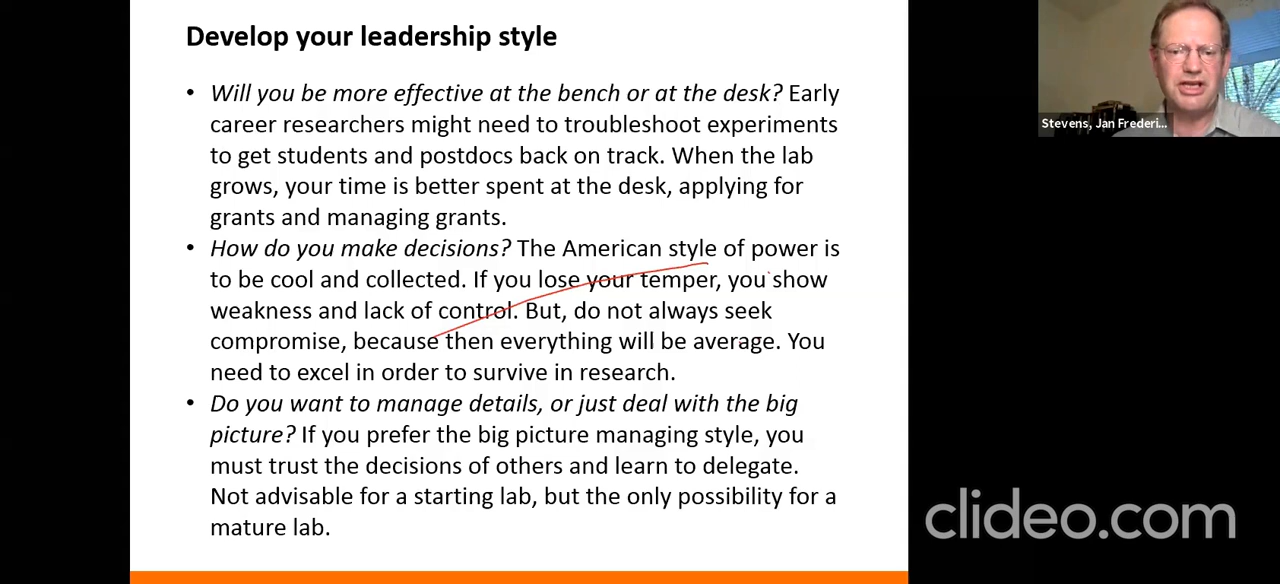 Develop your leadership style
• Will you be more effective at the bench or at the desk? Early
career researchers might need to troubleshoot experiments
to get students and postdocs back on track. When the lab
grows, your time is better spent at the desk, applying for
grants and managing grants.
• How do you make decisions? The American style of power is
to be cool and collected. If you lose your temper, you show
weakness and lack of control. But, do not always seek
compromise, because then everything will be average. You
need to excel in order to survive in research.
• Do you want to manage details, or just deal with the big
picture? If you prefer the big picture managing style, you
must trust the decisions of others and learn to delegate.
Not advisable for a starting lab, but the only possibility for a
mature lab.
Stevens, Jan Frederi...
clideo.com